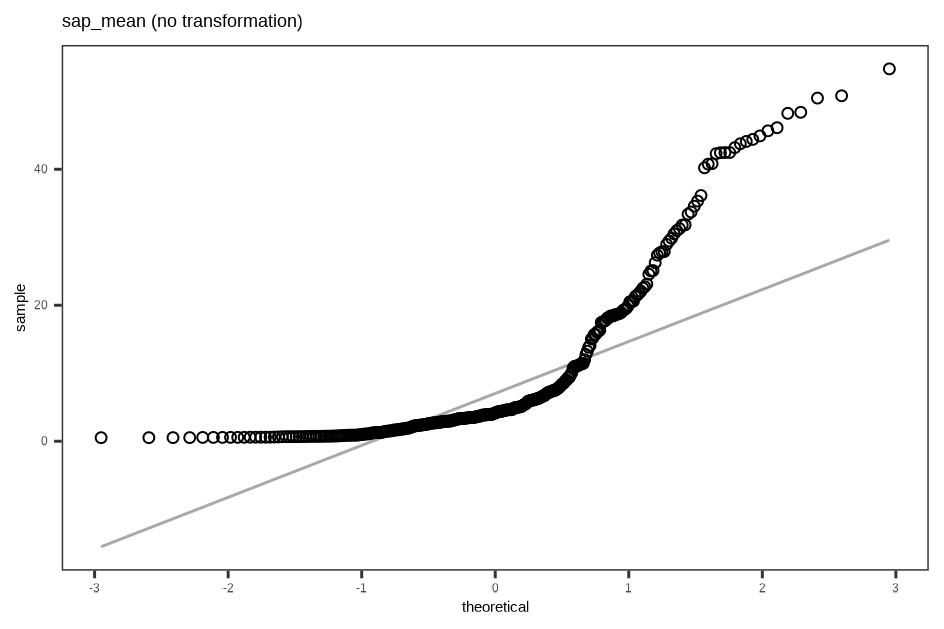 sap_mean (no transformation)
40
20
0
sample
-3 -2 -1 0 1 2 3
theoretical